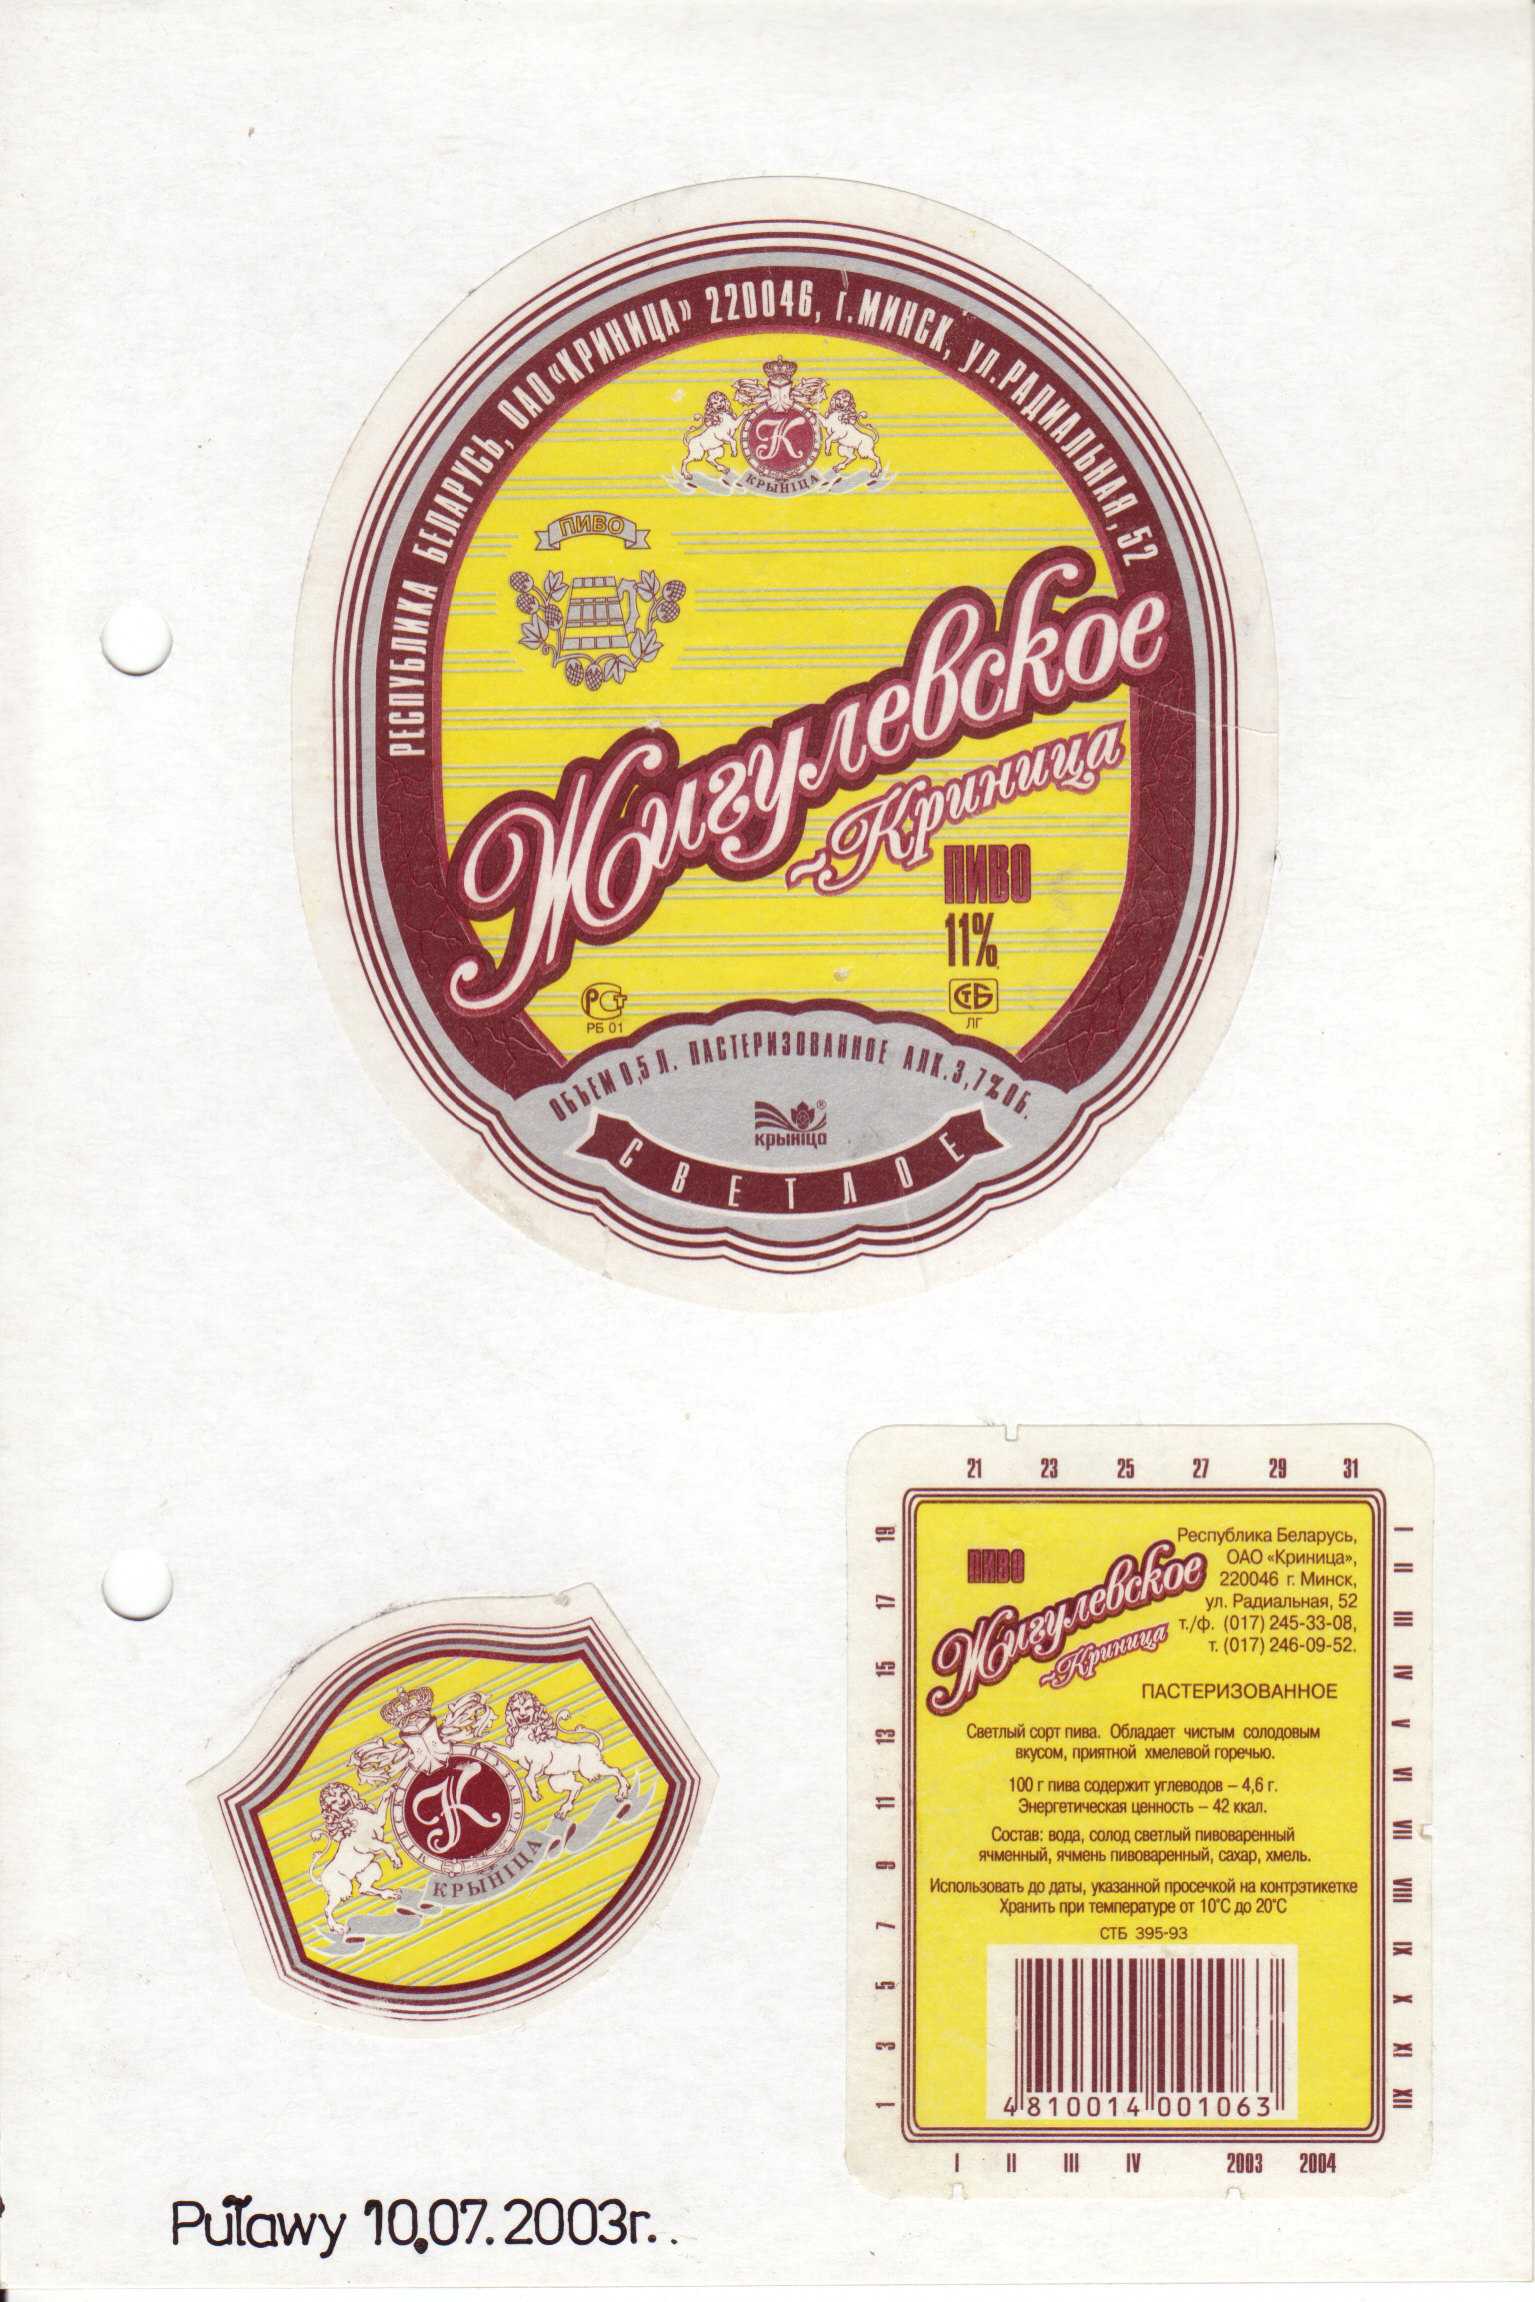 РЕСПУБЛИКА БЕЛАРУСЬ, ОАО «КРИНИЦА» 220046, г. МИНСК, ул. РАДИАЛЬНАЯ, 52
К
КРЫНІЦА
ПИВО
Жигулевское
~Криница
ПИВО
11%
РСТ
РБ 01
СТБ
ЛГ
ОБЪЕМ 0,5 Л. ПАСТЕРИЗОВАННОЕ АЛК. 3,7% ОБ.
крыніца®
СВЕТЛОЕ
21 23 25 27 29 31
19 17 15 13 11 9 7 5 3 1
I II III IV V VI VII VIII IX X XI XII
ПИВО
Жигулевское
~Криница
Республика Беларусь,
ОАО «Криница»,
220046 г. Минск,
ул. Радиальная, 52
т./ф. (017) 245-33-08,
т. (017) 246-09-52.
ПАСТЕРИЗОВАННОЕ
Светлый сорт пива. Обладает чистым солодовым
вкусом, приятной хмелевой горечью.
100 г пива содержит углеводов – 4,6 г.
Энергетическая ценность – 42 ккал.
Состав: вода, солод светлый пивоваренный
ячменный, ячмень пивоваренный, сахар, хмель.
Использовать до даты, указанной просечкой на контрэтикетке
Хранить при температуре от 10°С до 20°С
СТБ 395-93
4 810014 001063
I II III IV 2003 2004
МІНСКІ ПІЎЗАВОД
К
КРЫНІЦА
Puławy 10.07.2003r..